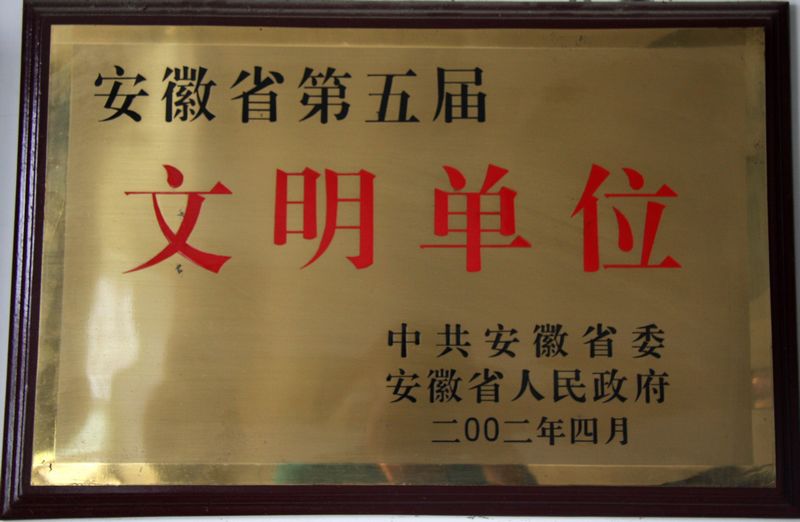 安徽省第五届
文明单位
中共安徽省委
安徽省人民政府
二00二年四月